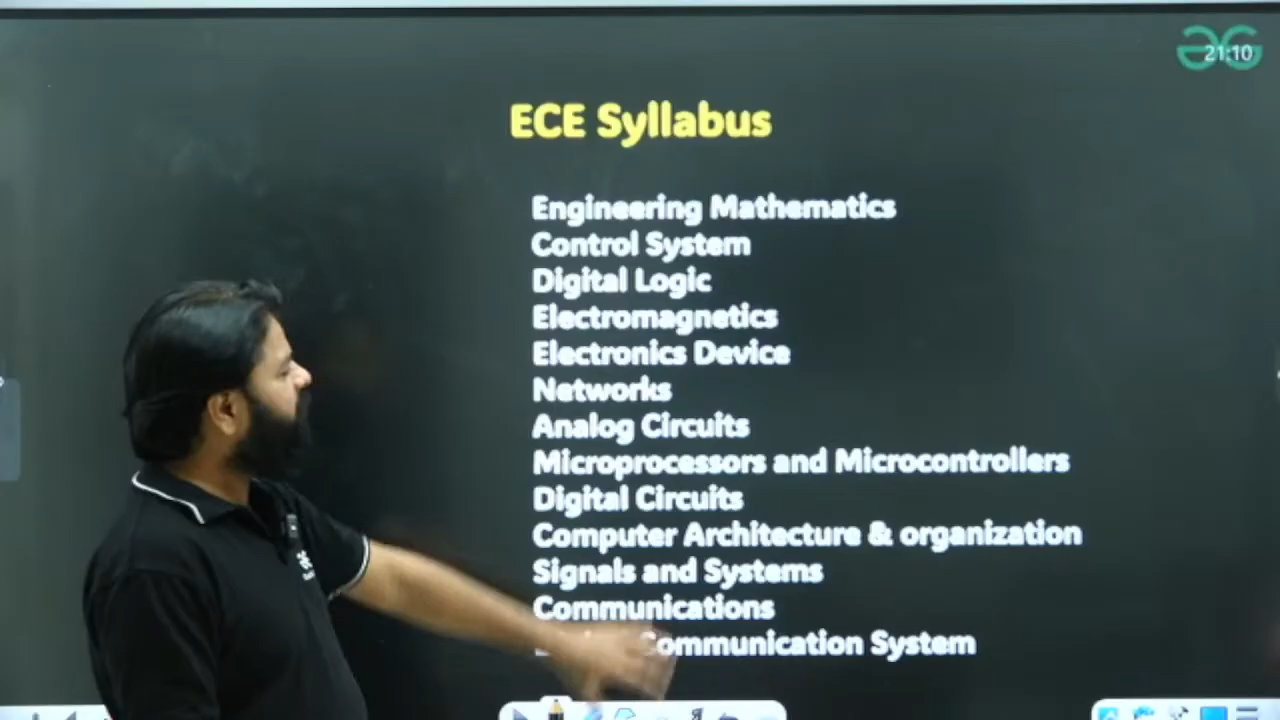 21:10
ECE Syllabus
Engineering Mathematics
Control System
Digital Logic
Electromagnetics
Electronics Device
Networks
Analog Circuits
Microprocessors and Microcontrollers
Digital Circuits
Computer Architecture & organization
Signals and Systems
Communications
Communication System